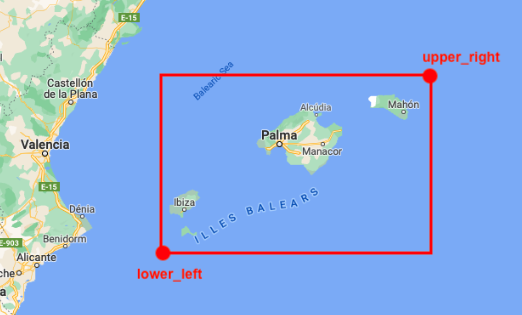 E-15
upper_right
Balearic Sea
Castellón
de la Plana
Alcúdia
Mahón
Palma
Valencia
Manacor
E-15
Ibiza
Dénia
ILLES BALEARS
E-903
Benidorm
Alicante
che
lower_left
a